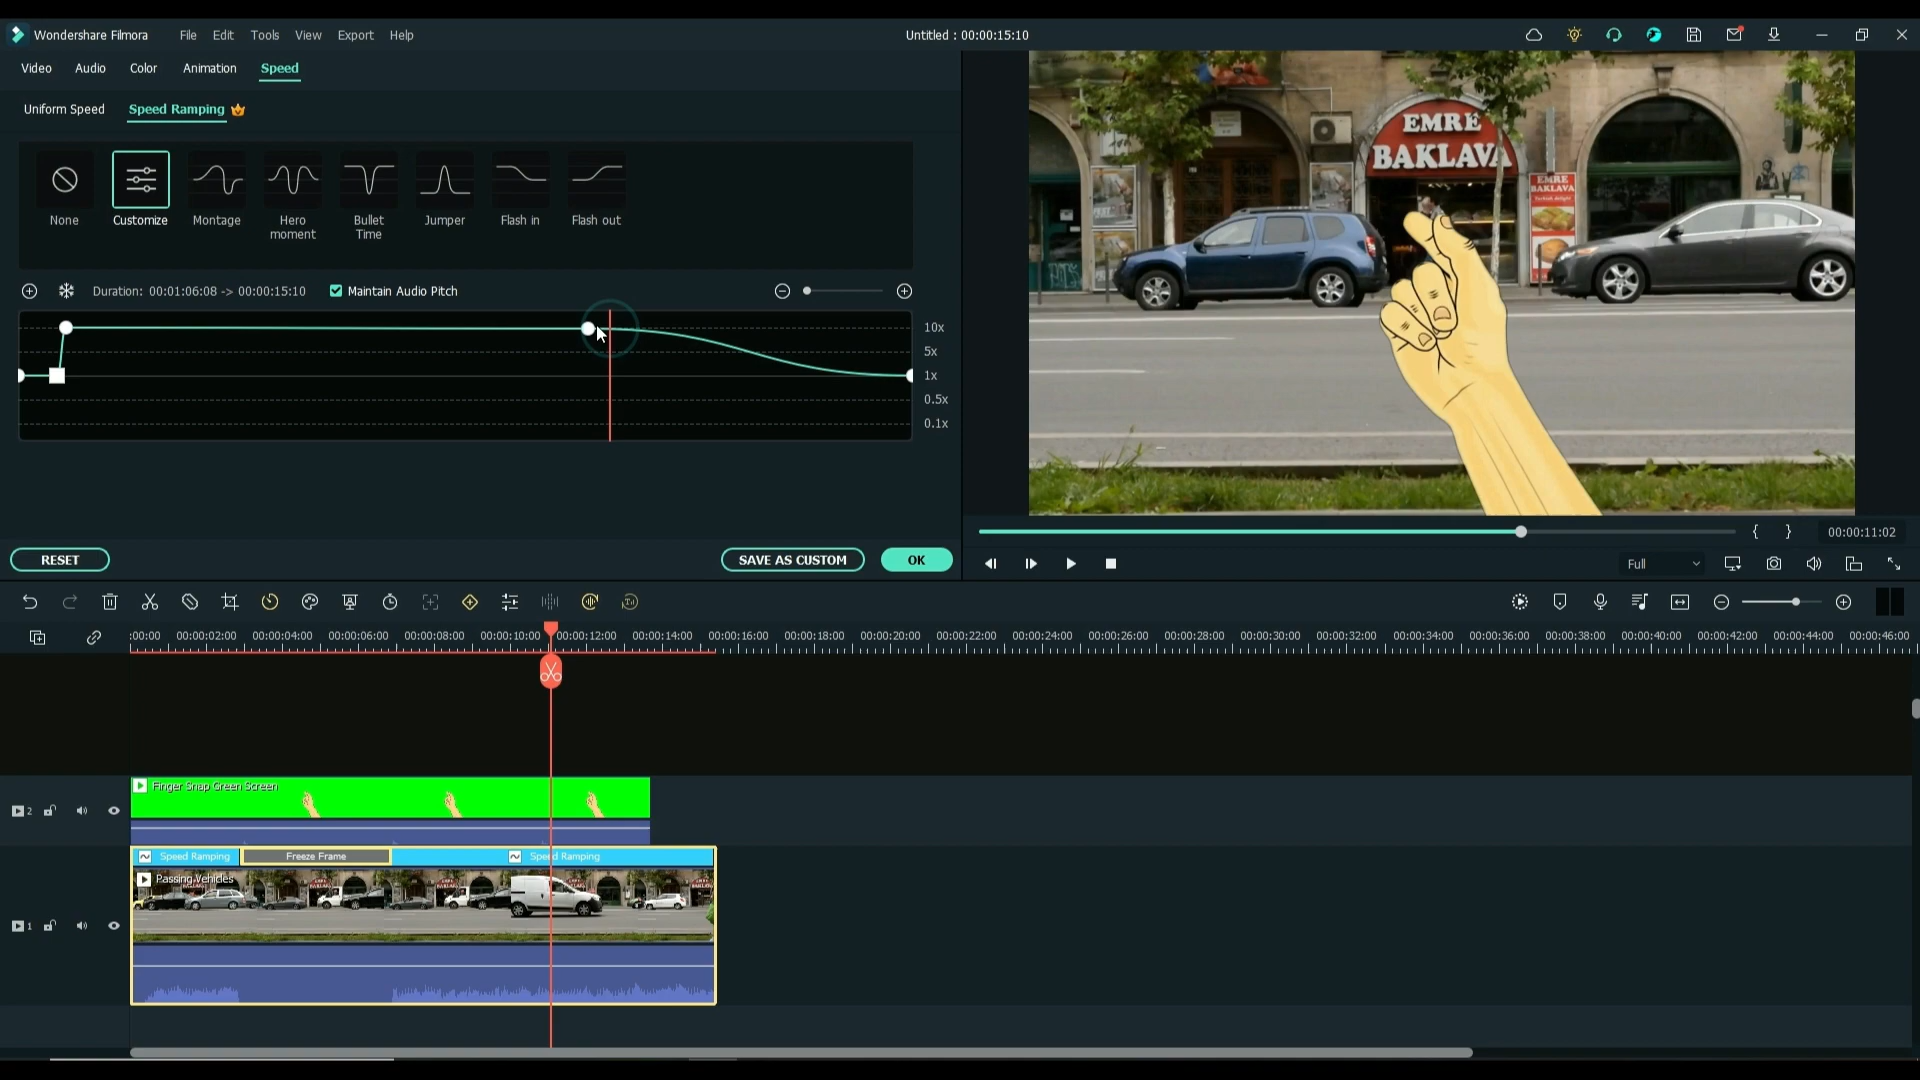 Wondershare Filmora File Edit Tools View Export Help Untitled : 00:00:15:10
Video Audio Color Animation Speed
Uniform Speed Speed Ramping
None Customize Montage Hero moment Bullet Time Jumper Flash in Flash out
Duration: 00:01:06:08 -> 00:00:15:10 Maintain Audio Pitch
10x
5x
1x
0.5x
0.1x
RESET SAVE AS CUSTOM OK
EMRE
BAKLAVA
EMRE
BAKLAVA
{ } 00:00:11:02
Full
:00:00 00:00:02:00 00:00:04:00 00:00:06:00 00:00:08:00 00:00:10:00 00:00:12:00 00:00:14:00 00:00:16:00 00:00:18:00 00:00:20:00 00:00:22:00 00:00:24:00 00:00:26:00 00:00:28:00 00:00:30:00 00:00:32:00 00:00:34:00 00:00:36:00 00:00:38:00 00:00:40:00 00:00:42:00 00:00:44:00 00:00:46:00
2 Finger Snap Green Screen
Speed Ramping Freeze Frame Speed Ramping
Passing Vehicles
1